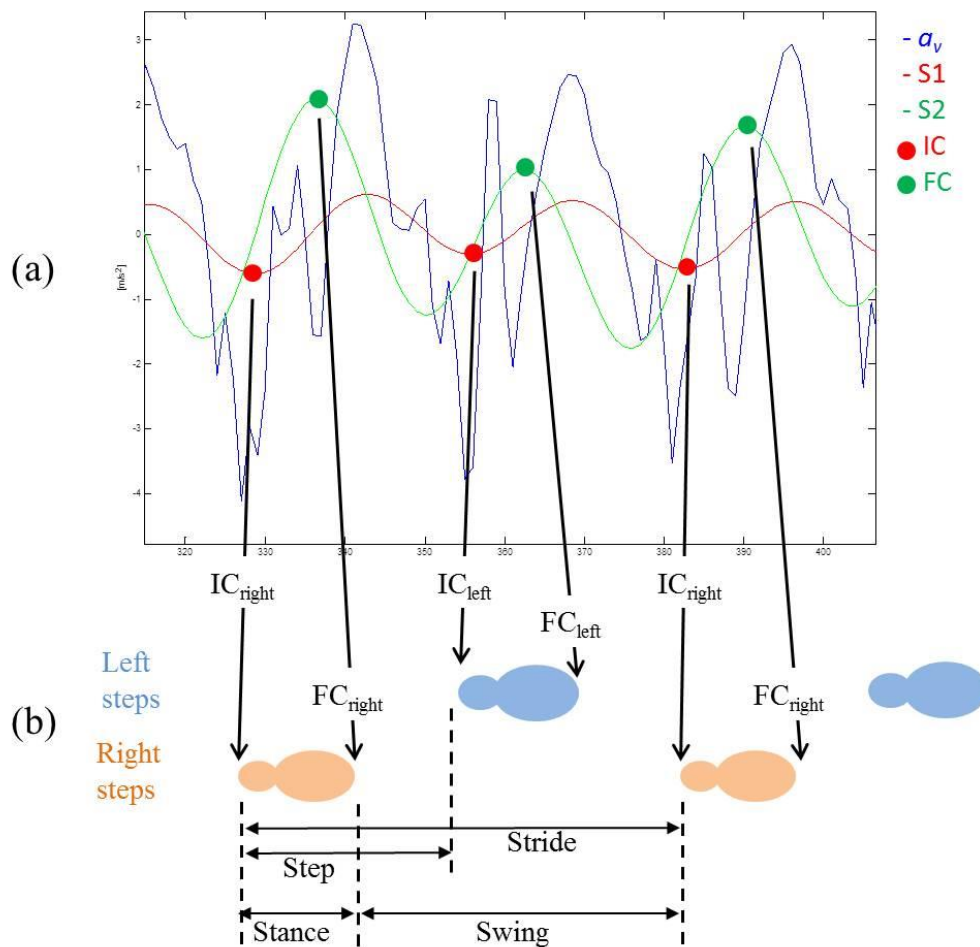 3
2
1
0
-1
-2
-3
-4
[m/s²]
320
330
340
350
360
370
380
390
400
- a_v
- S1
- S2
IC
FC
(a)
IC_right
IC_left
IC_right
FC_left
Left
steps
FC_right
FC_right
(b)
Right
steps
Stride
Step
Stance
Swing